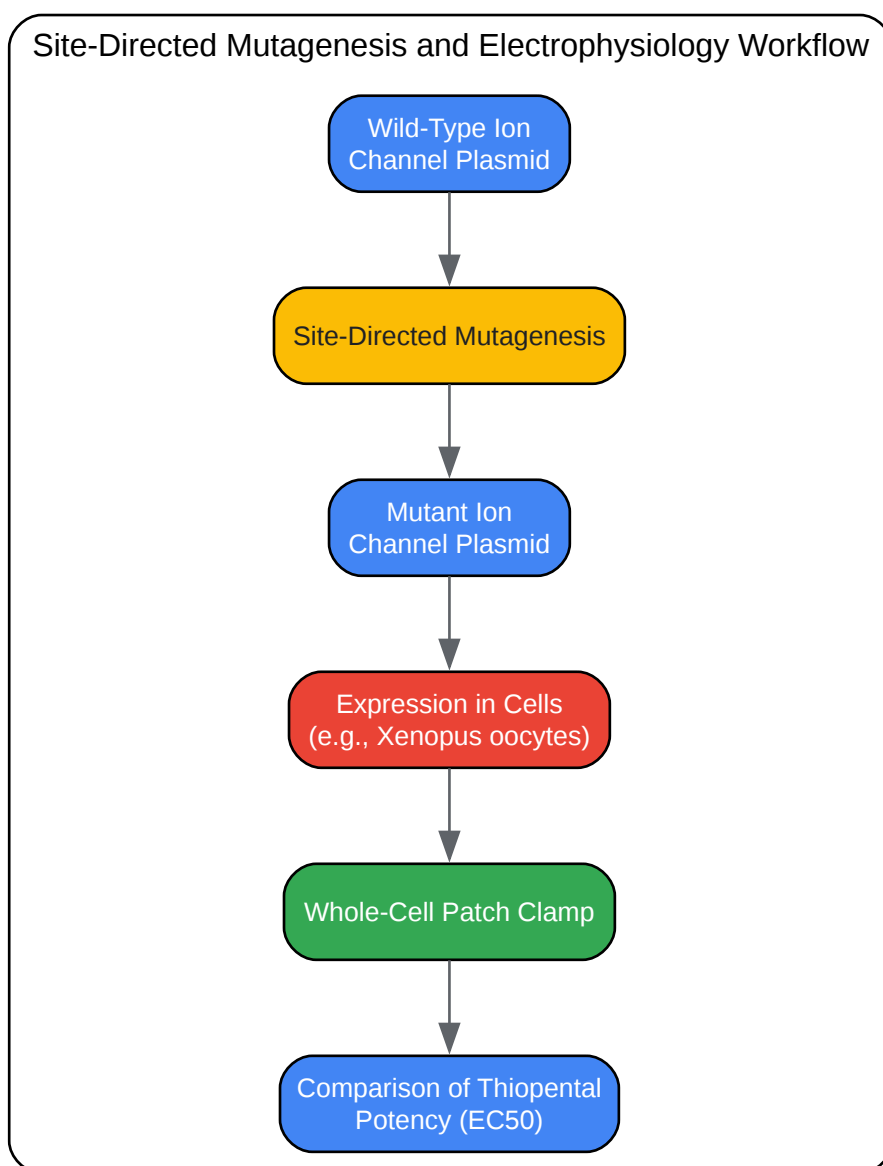 Site-Directed Mutagenesis and Electrophysiology Workflow
Wild-Type Ion
Channel Plasmid
Site-Directed Mutagenesis
Mutant Ion
Channel Plasmid
Expression in Cells
(e.g., Xenopus oocytes)
Whole-Cell Patch Clamp
Comparison of Thiopental
Potency (EC50)